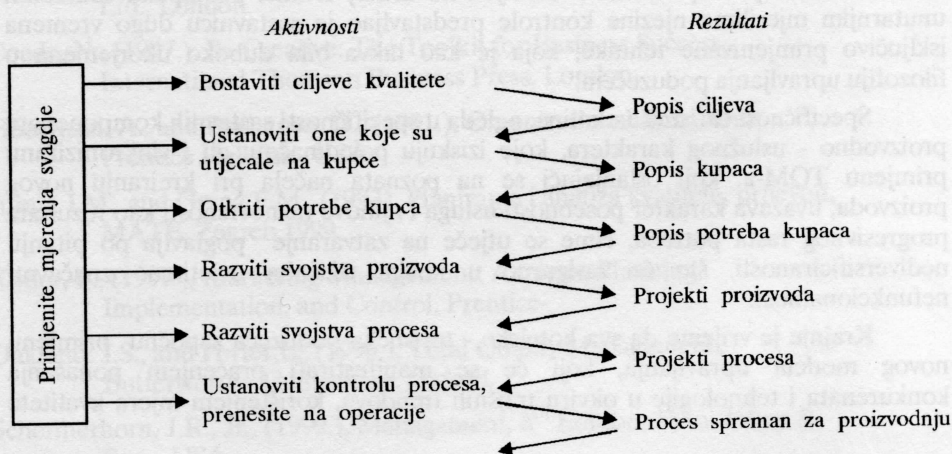 Aktivnosti
Rezultati
Primijenite mjerenja svagdje
Postaviti ciljeve kvalitete
Popis ciljeva
Ustanoviti one koje su
utjecale na kupce
Popis kupaca
Otkriti potrebe kupca
Popis potreba kupaca
Razviti svojstva proizvoda
Projekti proizvoda
Razviti svojstva procesa
Projekti procesa
Ustanoviti kontrolu procesa,
prenesite na operacije
Proces spreman za proizvodnju